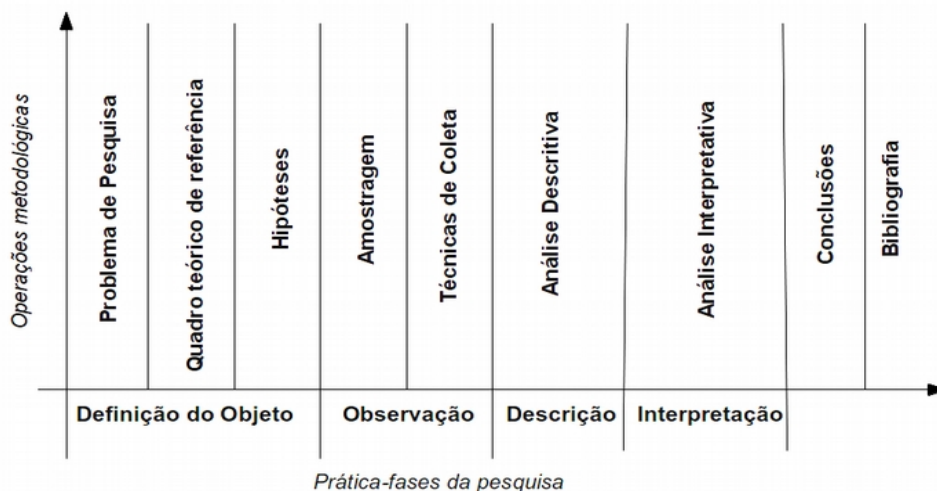 Operações metodológicas
Problema de Pesquisa
Quadro teórico de referência
Hipóteses
Amostragem
Técnicas de Coleta
Análise Descritiva
Análise Interpretativa
Conclusões
Bibliografia
Definição do Objeto
Observação
Descrição
Interpretação
Prática-fases da pesquisa